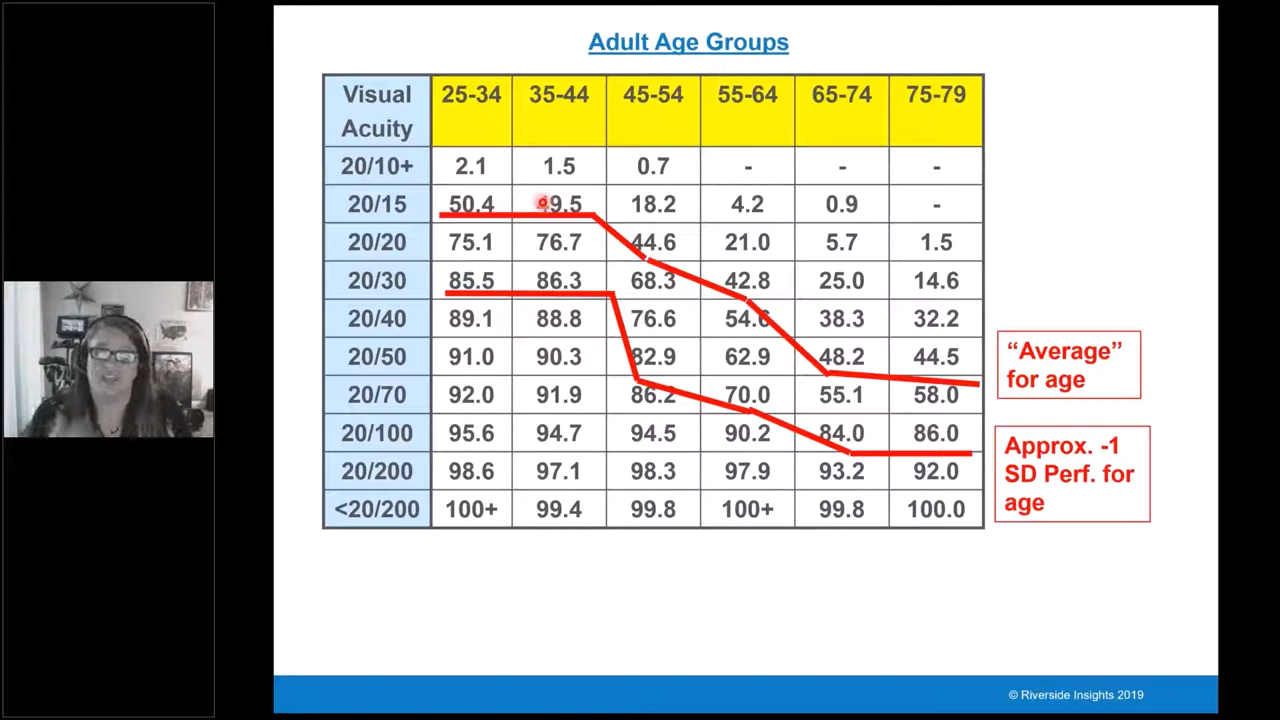 Adult Age Groups
Visual Acuity 25-34 35-44 45-54 55-64 65-74 75-79
20/10+ 2.1 1.5 0.7 - - -
20/15 50.4 49.5 18.2 4.2 0.9 -
20/20 75.1 76.7 44.6 21.0 5.7 1.5
20/30 85.5 86.3 68.3 42.8 25.0 14.6
20/40 89.1 88.8 76.6 54.6 38.3 32.2
20/50 91.0 90.3 82.9 62.9 48.2 44.5
20/70 92.0 91.9 86.2 70.0 55.1 58.0
20/100 95.6 94.7 94.5 90.2 84.0 86.0
20/200 98.6 97.1 98.3 97.9 93.2 92.0
<20/200 100+ 99.4 99.8 100+ 99.8 100.0
“Average”
for age
Approx. -1
SD Perf. for
age
© Riverside Insights 2019